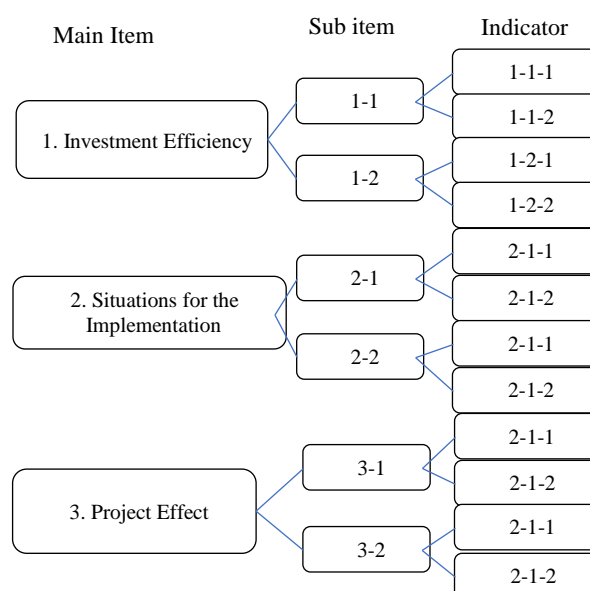 Main Item
Sub item
Indicator
1. Investment Efficiency
1-1
1-1-1
1-1-2
1-2
1-2-1
1-2-2
2. Situations for the
Implementation
2-1
2-1-1
2-1-2
2-2
2-1-1
2-1-2
3. Project Effect
3-1
2-1-1
2-1-2
3-2
2-1-1
2-1-2